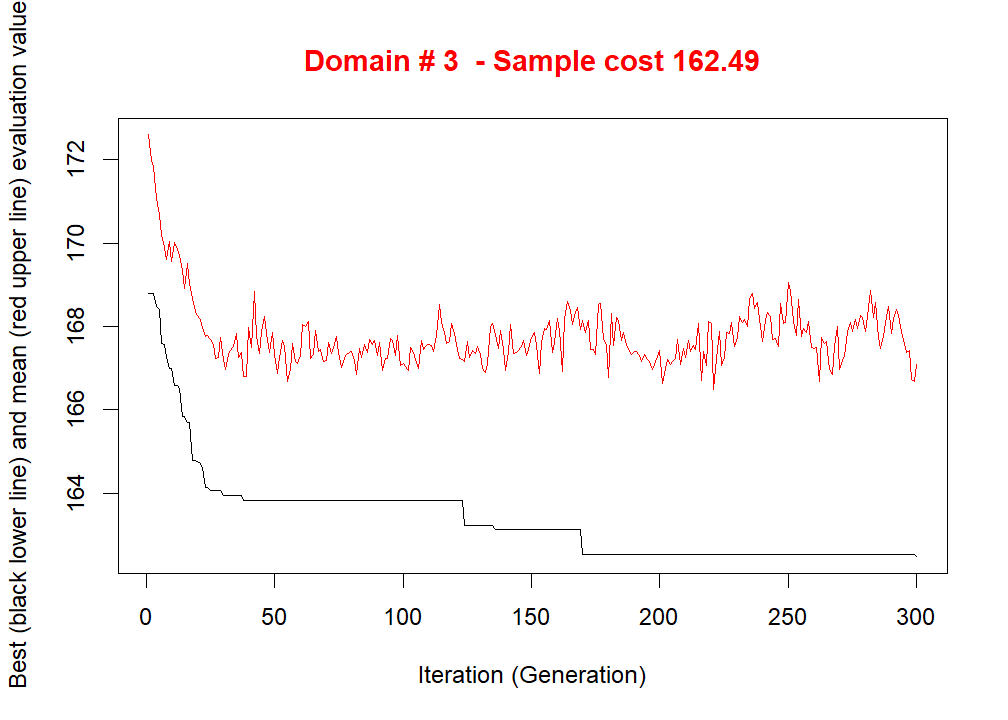 Domain # 3  - Sample cost 162.49
Best (black lower line) and mean (red upper line) evaluation value
172
170
168
166
164
0 50 100 150 200 250 300
Iteration (Generation)